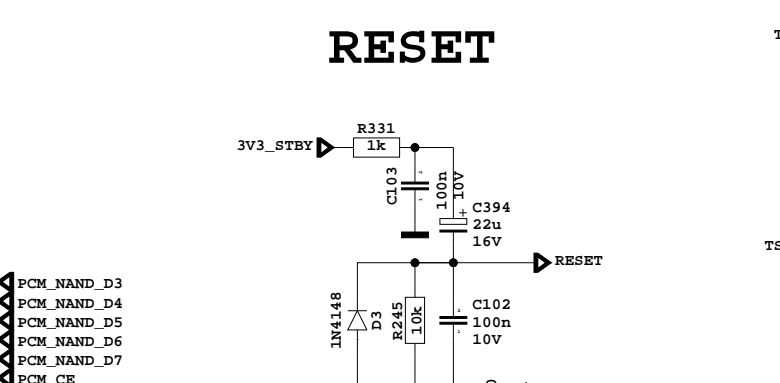 RESET
R331
3V3_STBY
1k
C103
100n
10V
+
C394
22u
16V
RESET
PCM_NAND_D3
PCM_NAND_D4
PCM_NAND_D5
PCM_NAND_D6
PCM_NAND_D7
PCM_CE
1N4148
D3
R245
10k
C102
100n
10V
TS